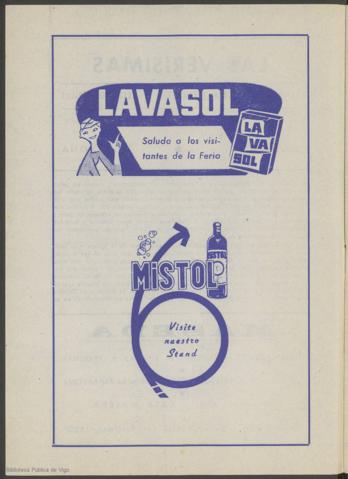 LAVASOL
Saluda a los visi-
tantes de la Feria
LA
VA
SOL
MISTOL
MiSTOL
Visite
nuestro
Stand
Biblioteca Pública de Vigo